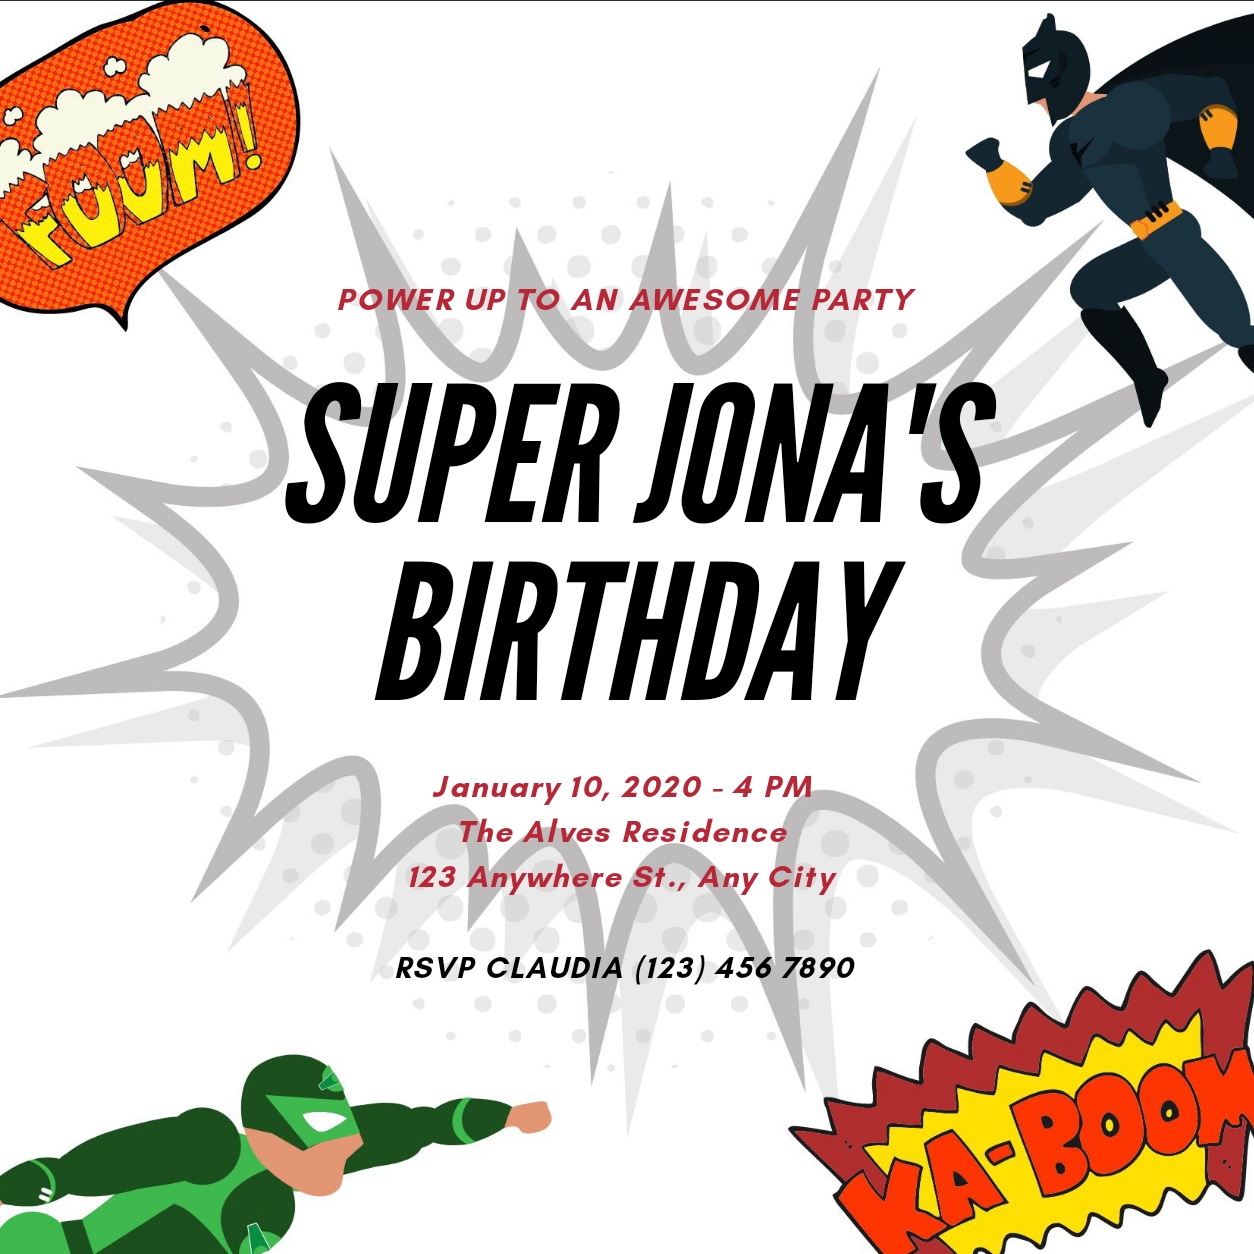 FOOM!
POWER UP TO AN AWESOME PARTY
SUPER JONA'S
BIRTHDAY
January 10, 2020 - 4 PM
The Alves Residence
123 Anywhere St., Any City
RSVP CLAUDIA (123) 456 7890
KA-BOOM